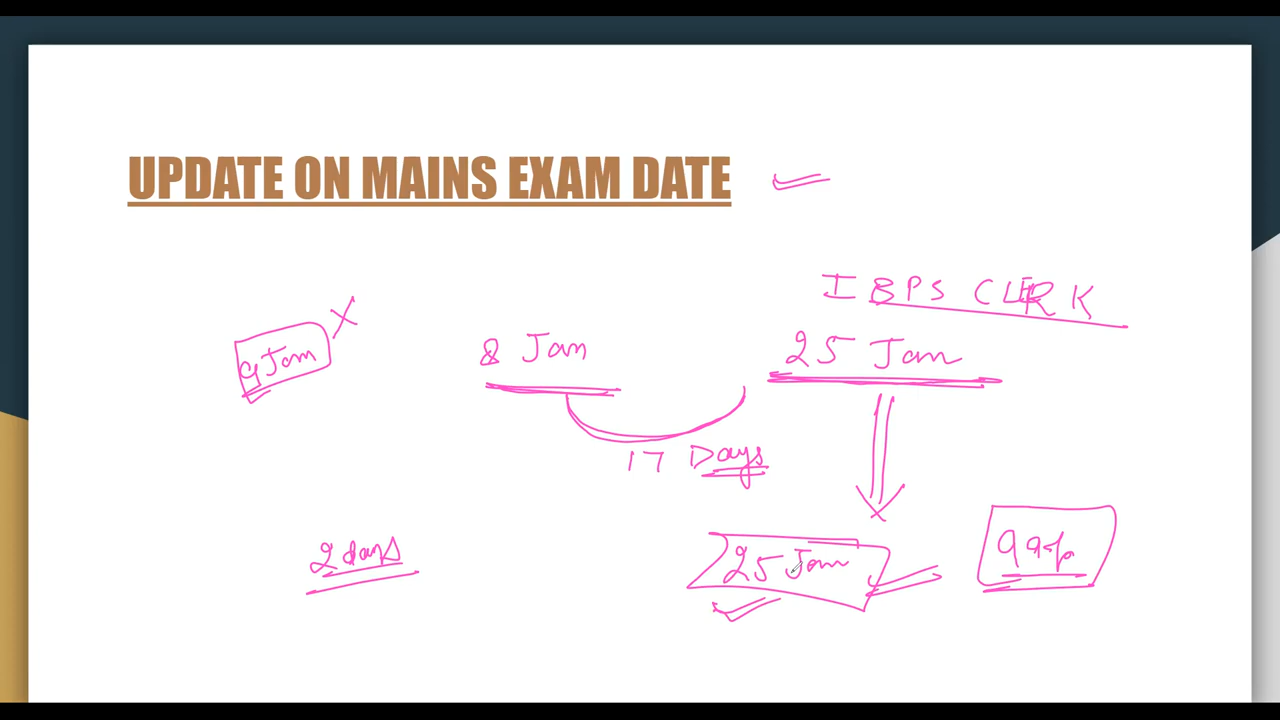 UPDATE ON MAINS EXAM DATE
IBPS CLERK
9 Jan
8 Jan
25 Jan
17 Days
2 days
25 Jan
99%